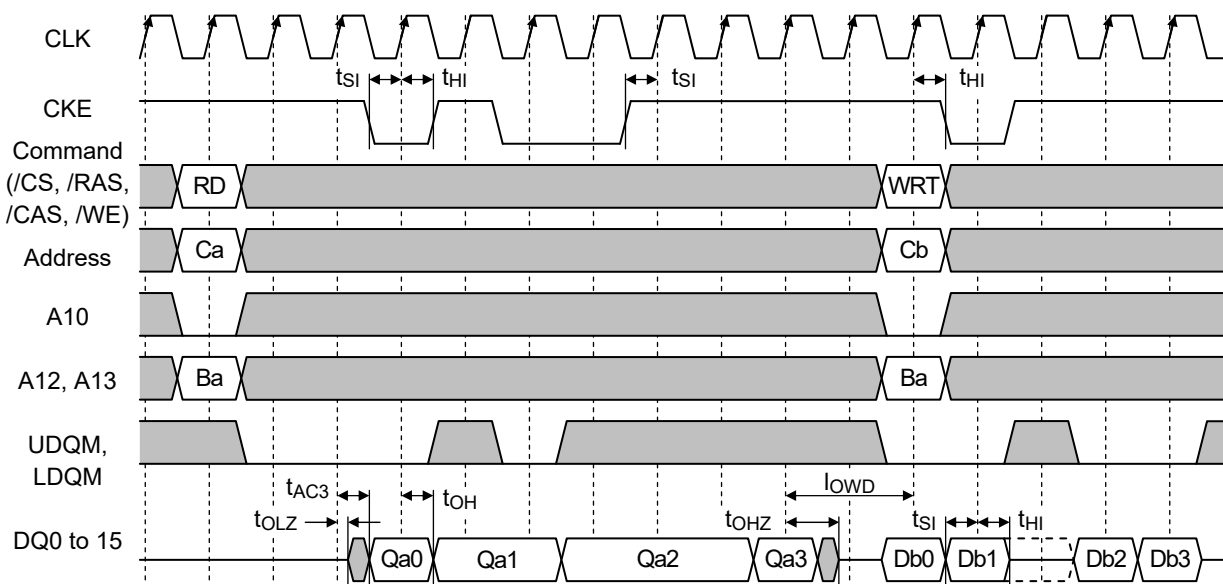 CLK
tSI tHI tSI tHI
CKE
Command
(/CS, /RAS,
/CAS, /WE)
RD WRT
Address
Ca Cb
A10
A12, A13
Ba Ba
UDQM,
LDQM
tAC3 tOH lOWD
tOLZ tOHZ tSI tHI
DQ0 to 15
Qa0 Qa1 Qa2 Qa3 Db0 Db1 Db2 Db3